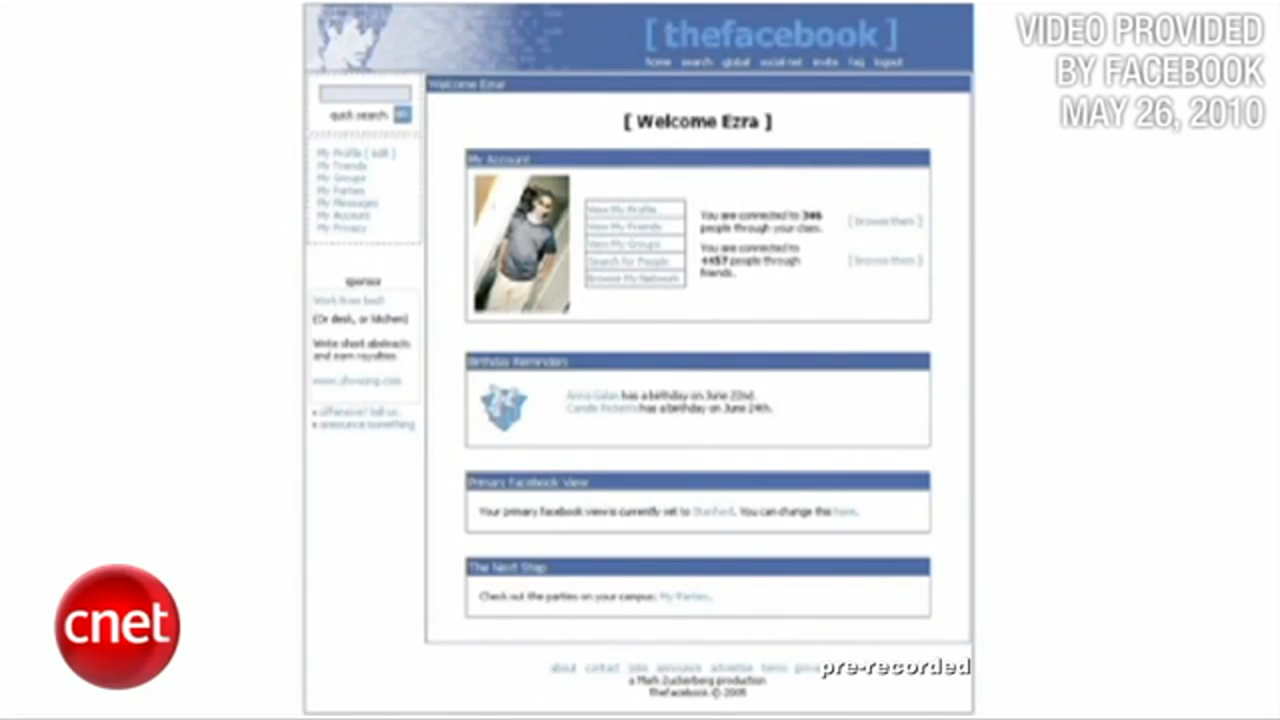 [ thefacebook ]
home search global social net invite faq logout
VIDEO PROVIDED
BY FACEBOOK
MAY 26, 2010
quick search
My Profile [ edit ]
My Friends
My Groups
My Parties
My Messages
My Account
My Privacy
sponsor
Work from bed!
(Or desk, or kitchen)
Write short abstracts
and earn royalties
• offensive? tell us
• announce something
Welcome Ezra
[ Welcome Ezra ]
My Account
View My Profile
View My Friends
View My Groups
Search for People
Browse My Network
You are connected to 346
people through your class.
[ browse them ]
You are connected to
4457 people through
friends.
[ browse them ]
Birthday Reminders
has a birthday on June 22nd.
has a birthday on June 24th.
Primary Facebook View
Your primary facebook view is currently set to Stanford. You can change this here.
The Next Step
Check out the parties on your campus: My Parties.
about contact jobs announce advertise terms
a Mark Zuckerberg production
Thefacebook © 2005
pre-recorded
cnet